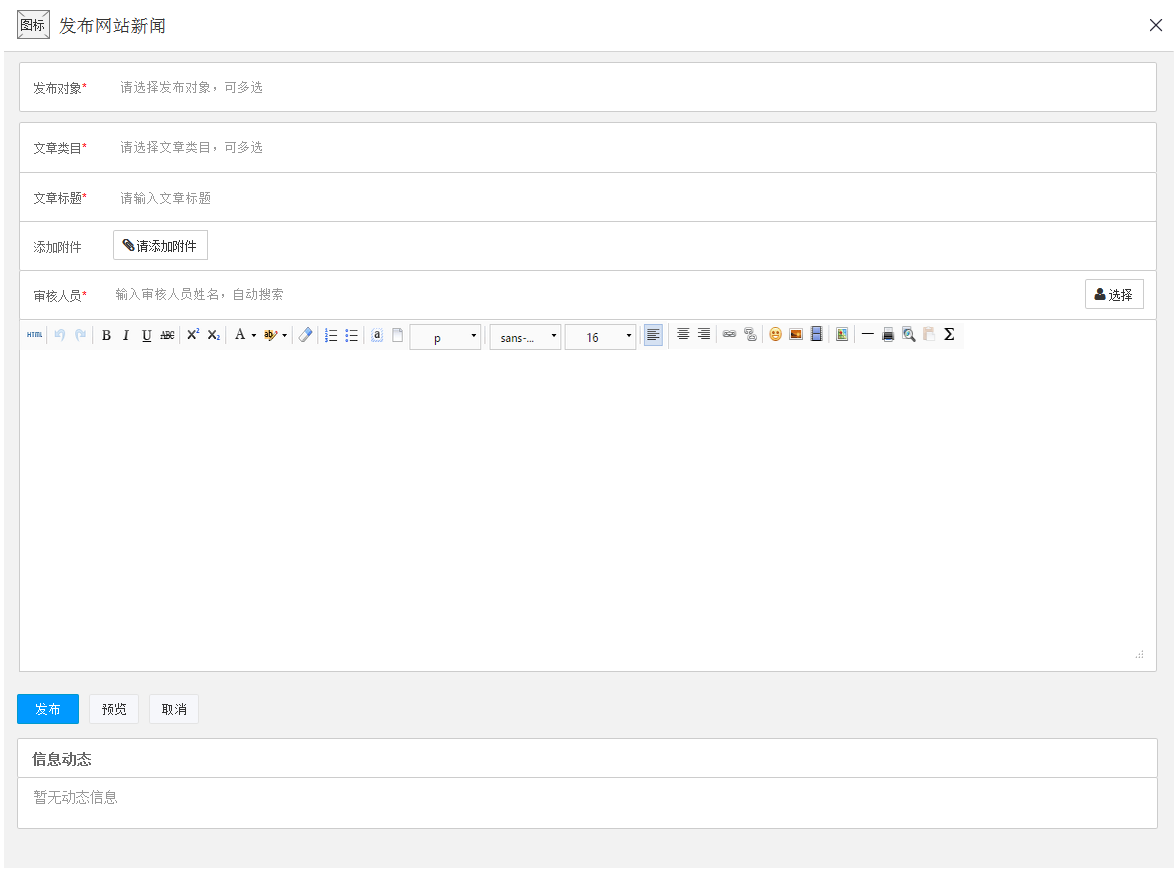 图标 发布网站新闻
发布对象* 请选择发布对象，可多选
文章类目* 请选择文章类目，可多选
文章标题* 请输入文章标题
添加附件 请添加附件
审核人员* 输入审核人员姓名，自动搜索 选择
HTML B I U ABC X² X₂ A ab a p sans-... 16 Σ
发布 预览 取消
信息动态
暂无动态信息